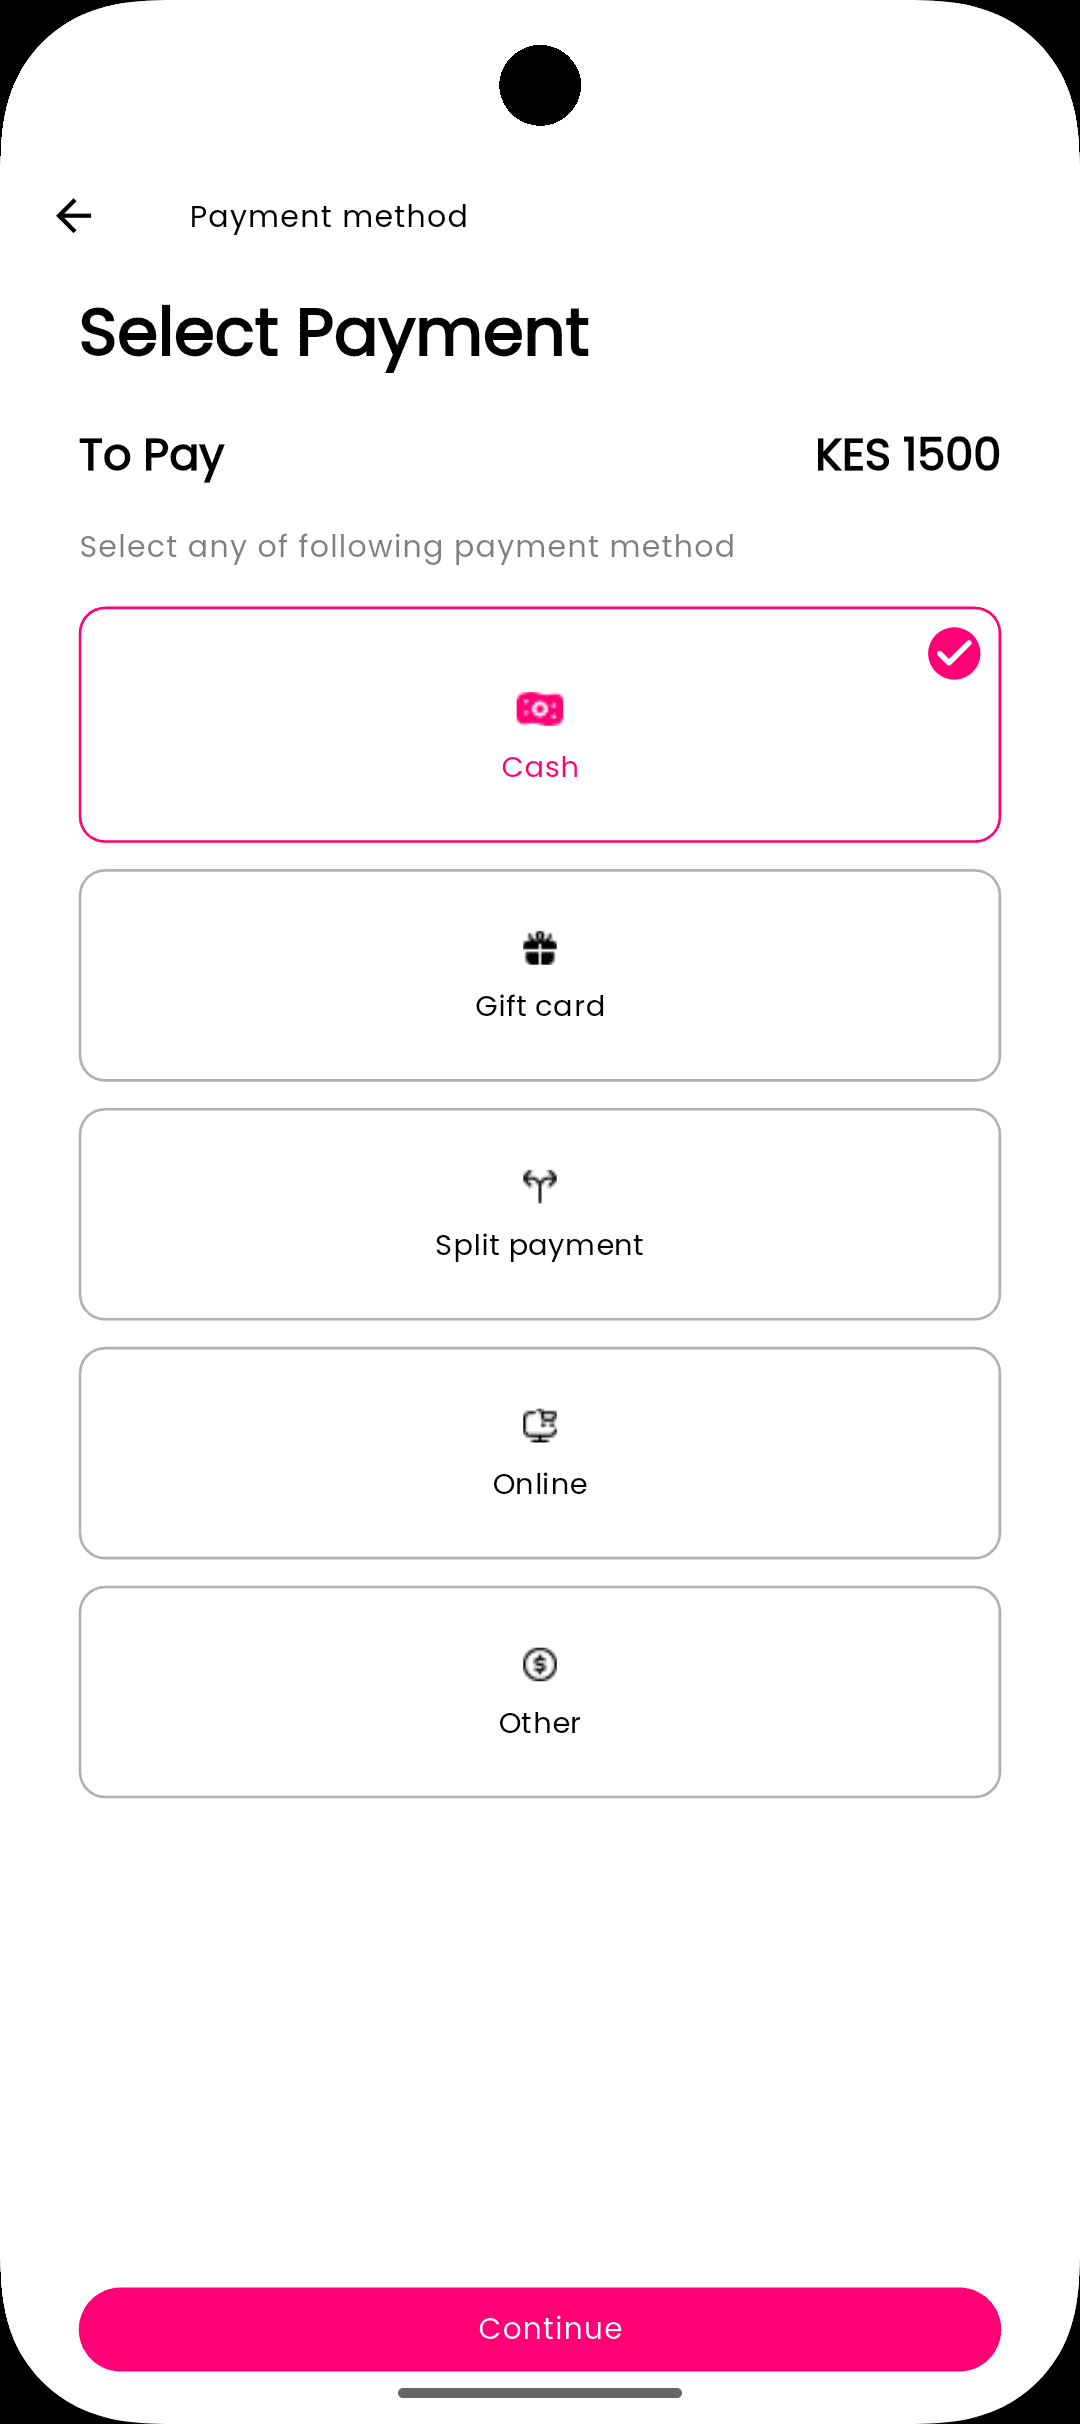 Payment method
Select Payment
To Pay KES 1500
Select any of following payment method
Cash
Gift card
Split payment
Online
Other
Continue